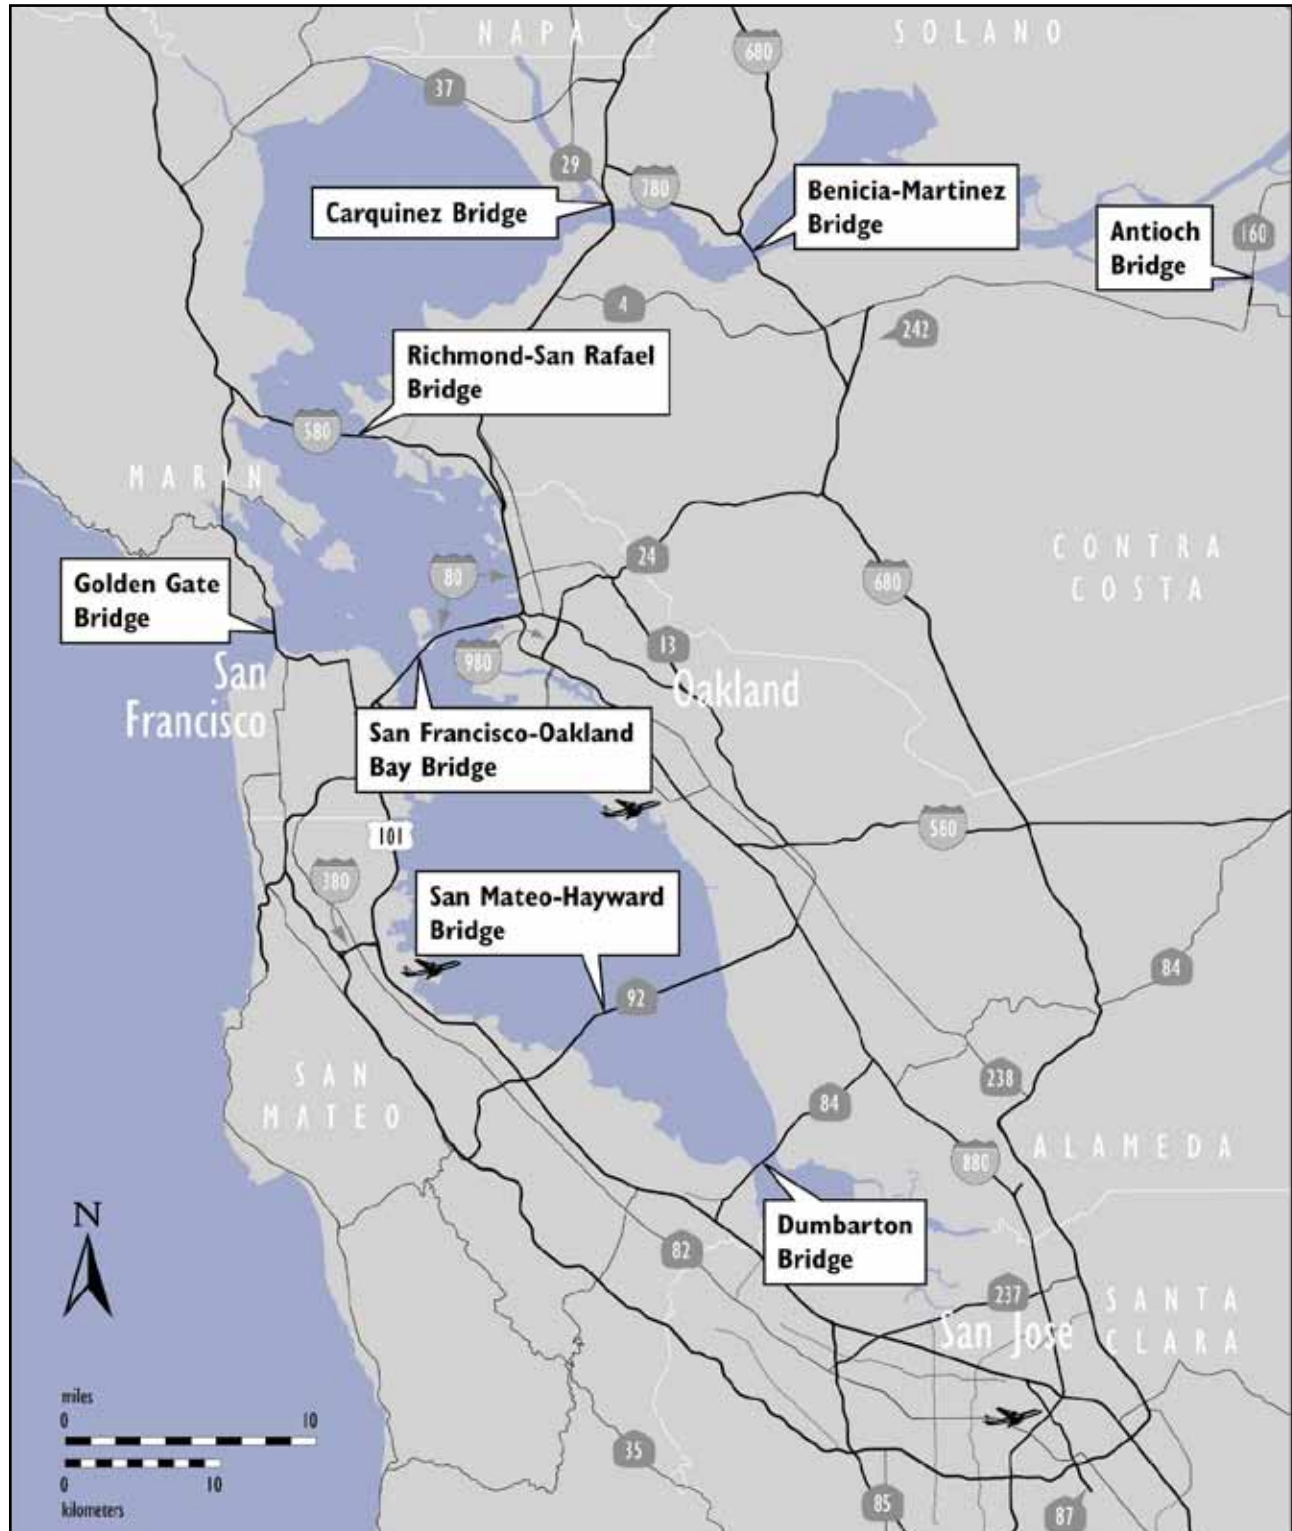 NAPA
SOLANO
680
37
29
780
Carquinez Bridge
Benicia-Martinez
Bridge
Antioch
Bridge
160
4
242
Richmond-San Rafael
Bridge
580
MARIN
24
CONTRA
COSTA
80
680
Golden Gate
Bridge
13
980
San
Francisco
Oakland
San Francisco-Oakland
Bay Bridge
101
580
380
San Mateo-Hayward
Bridge
92
84
SAN
MATEO
238
84
ALAMEDA
880
N
Dumbarton
Bridge
82
237
SANTA
CLARA
San Jose
miles
0 10
0 10
kilometers
35
85
87